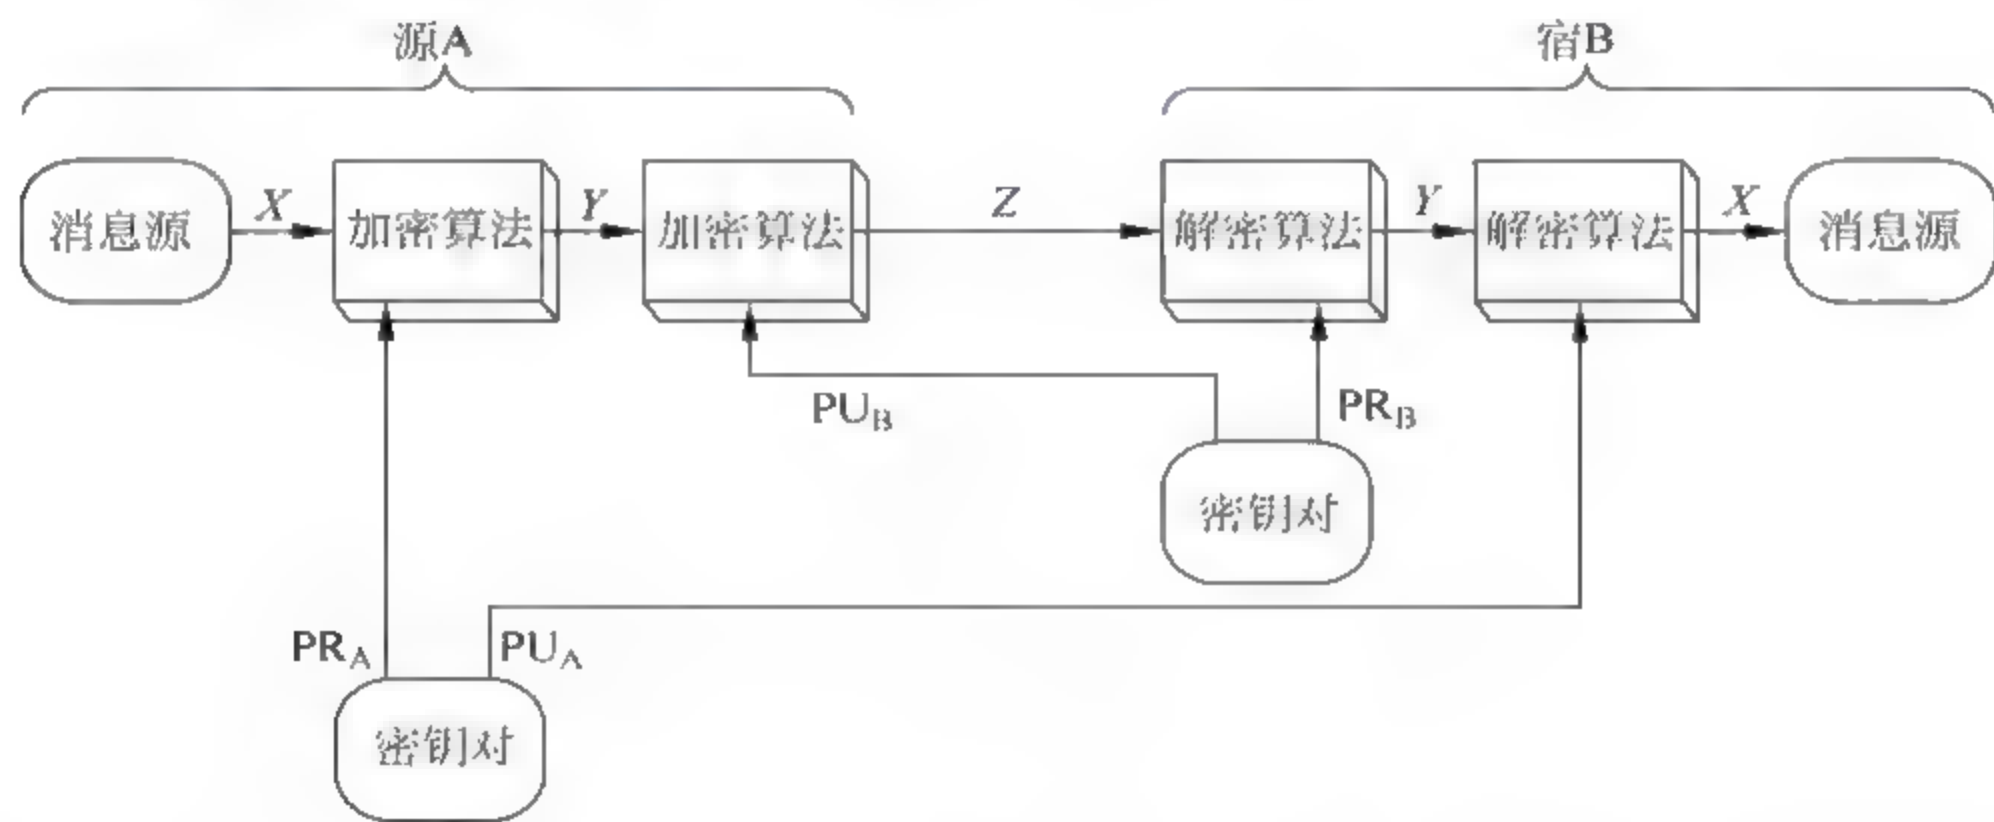 源A
宿B
消息源
X
加密算法
Y
加密算法
Z
解密算法
Y
解密算法
X
消息源
PU_B
PR_B
密钥对
PR_A
PU_A
密钥对